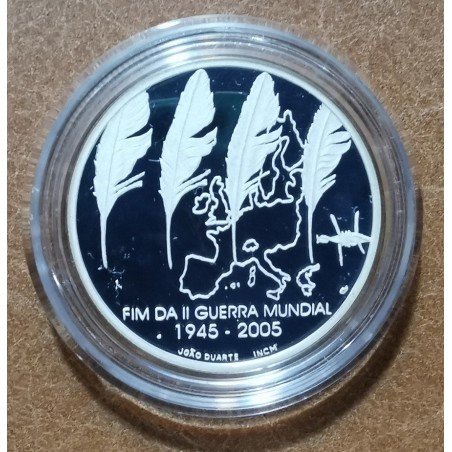 FIM DA II GUERRA MUNDIAL
. 1945 - 2005 .
JOÃO DUARTE INCM